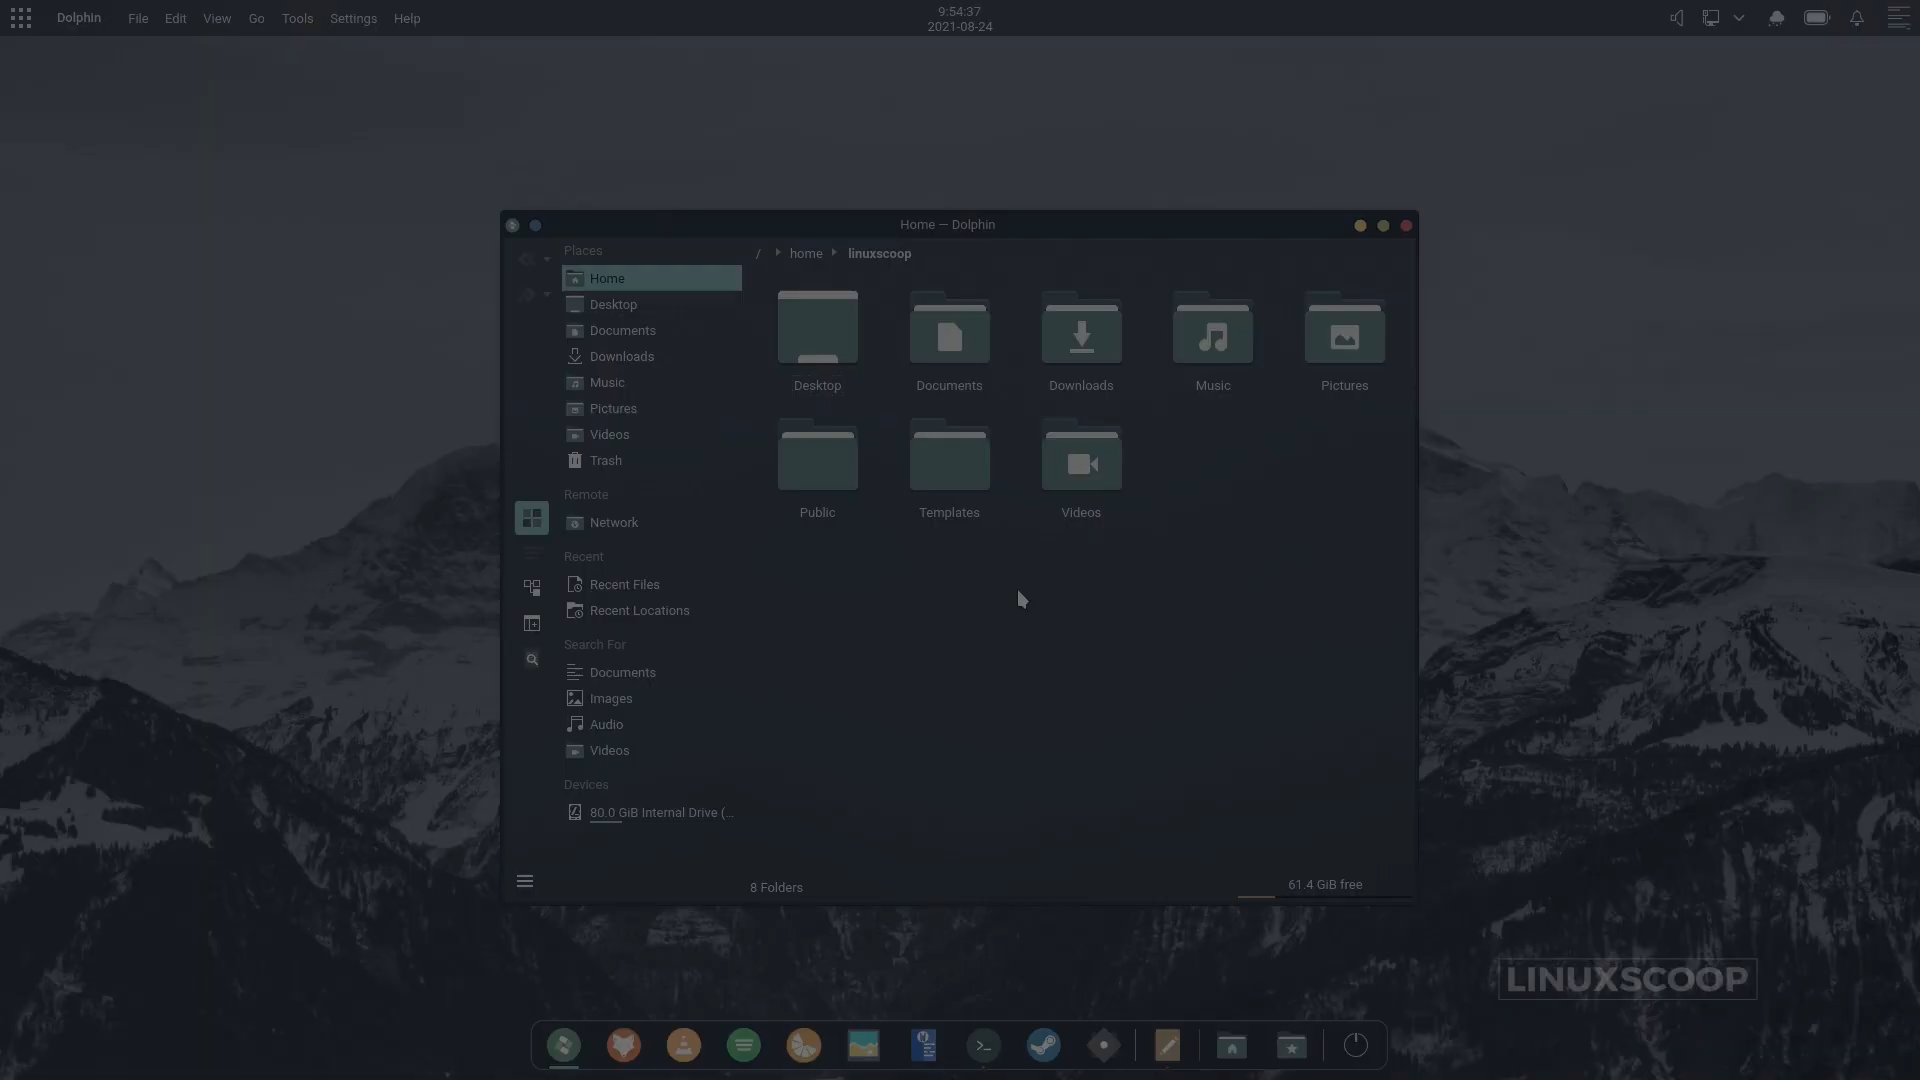 Dolphin File Edit View Go Tools Settings Help
9:54:37
2021-08-24
Home — Dolphin
Places
Home
Desktop
Documents
Downloads
Music
Pictures
Videos
Trash
Remote
Network
Recent
Recent Files
Recent Locations
Search For
Documents
Images
Audio
Videos
Devices
80.0 GiB Internal Drive (...
/ home linuxscoop
Desktop Documents Downloads Music Pictures
Public Templates Videos
8 Folders
61.4 GiB free
LINUXSCOOP